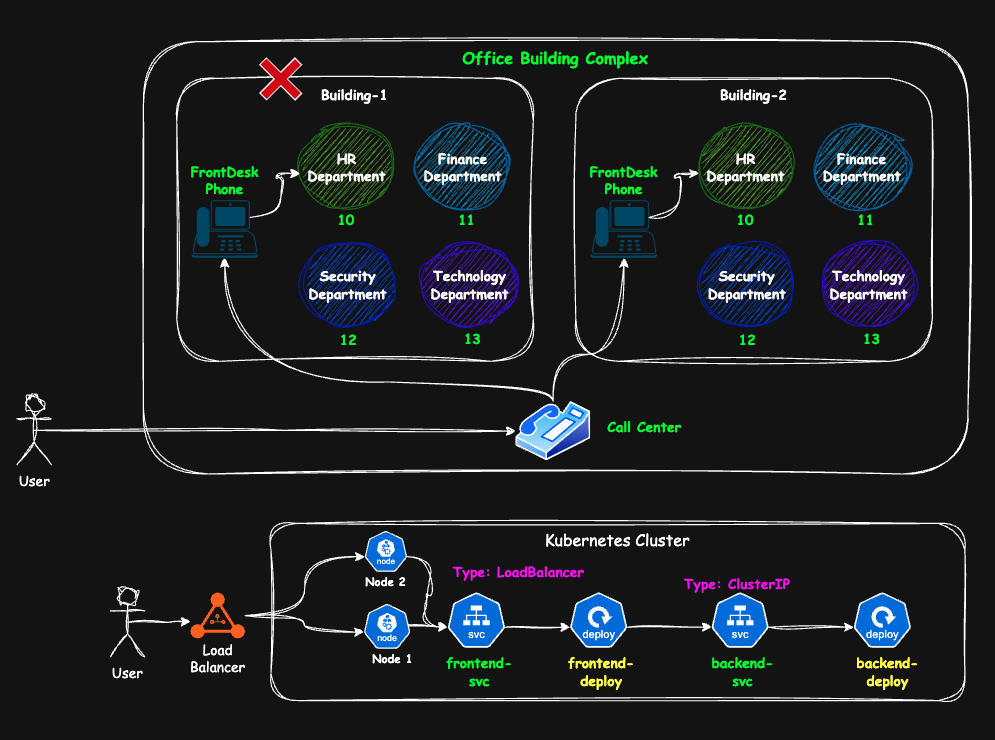 Office Building Complex
Building-1
FrontDesk
Phone
HR
Department
10
Finance
Department
11
Security
Department
12
Technology
Department
13
Building-2
FrontDesk
Phone
HR
Department
10
Finance
Department
11
Security
Department
12
Technology
Department
13
User
Call Center
Kubernetes Cluster
User
Load
Balancer
node
Node 2
node
Node 1
Type: LoadBalancer
svc
frontend-
svc
deploy
frontend-
deploy
Type: ClusterIP
svc
backend-
svc
deploy
backend-
deploy